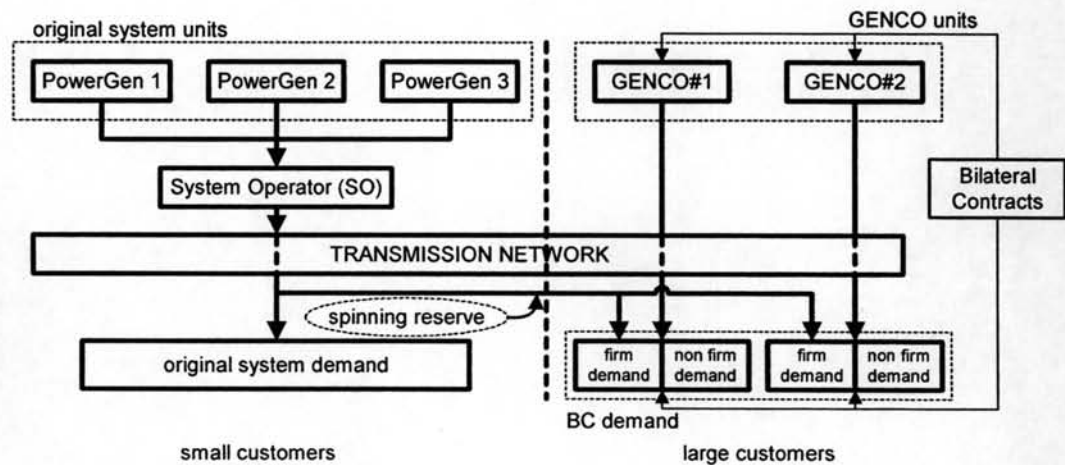 original system units
GENCO units
PowerGen 1
PowerGen 2
PowerGen 3
GENCO#1
GENCO#2
System Operator (SO)
Bilateral
Contracts
TRANSMISSION NETWORK
spinning reserve
original system demand
firm
demand
non firm
demand
firm
demand
non firm
demand
BC demand
small customers
large customers